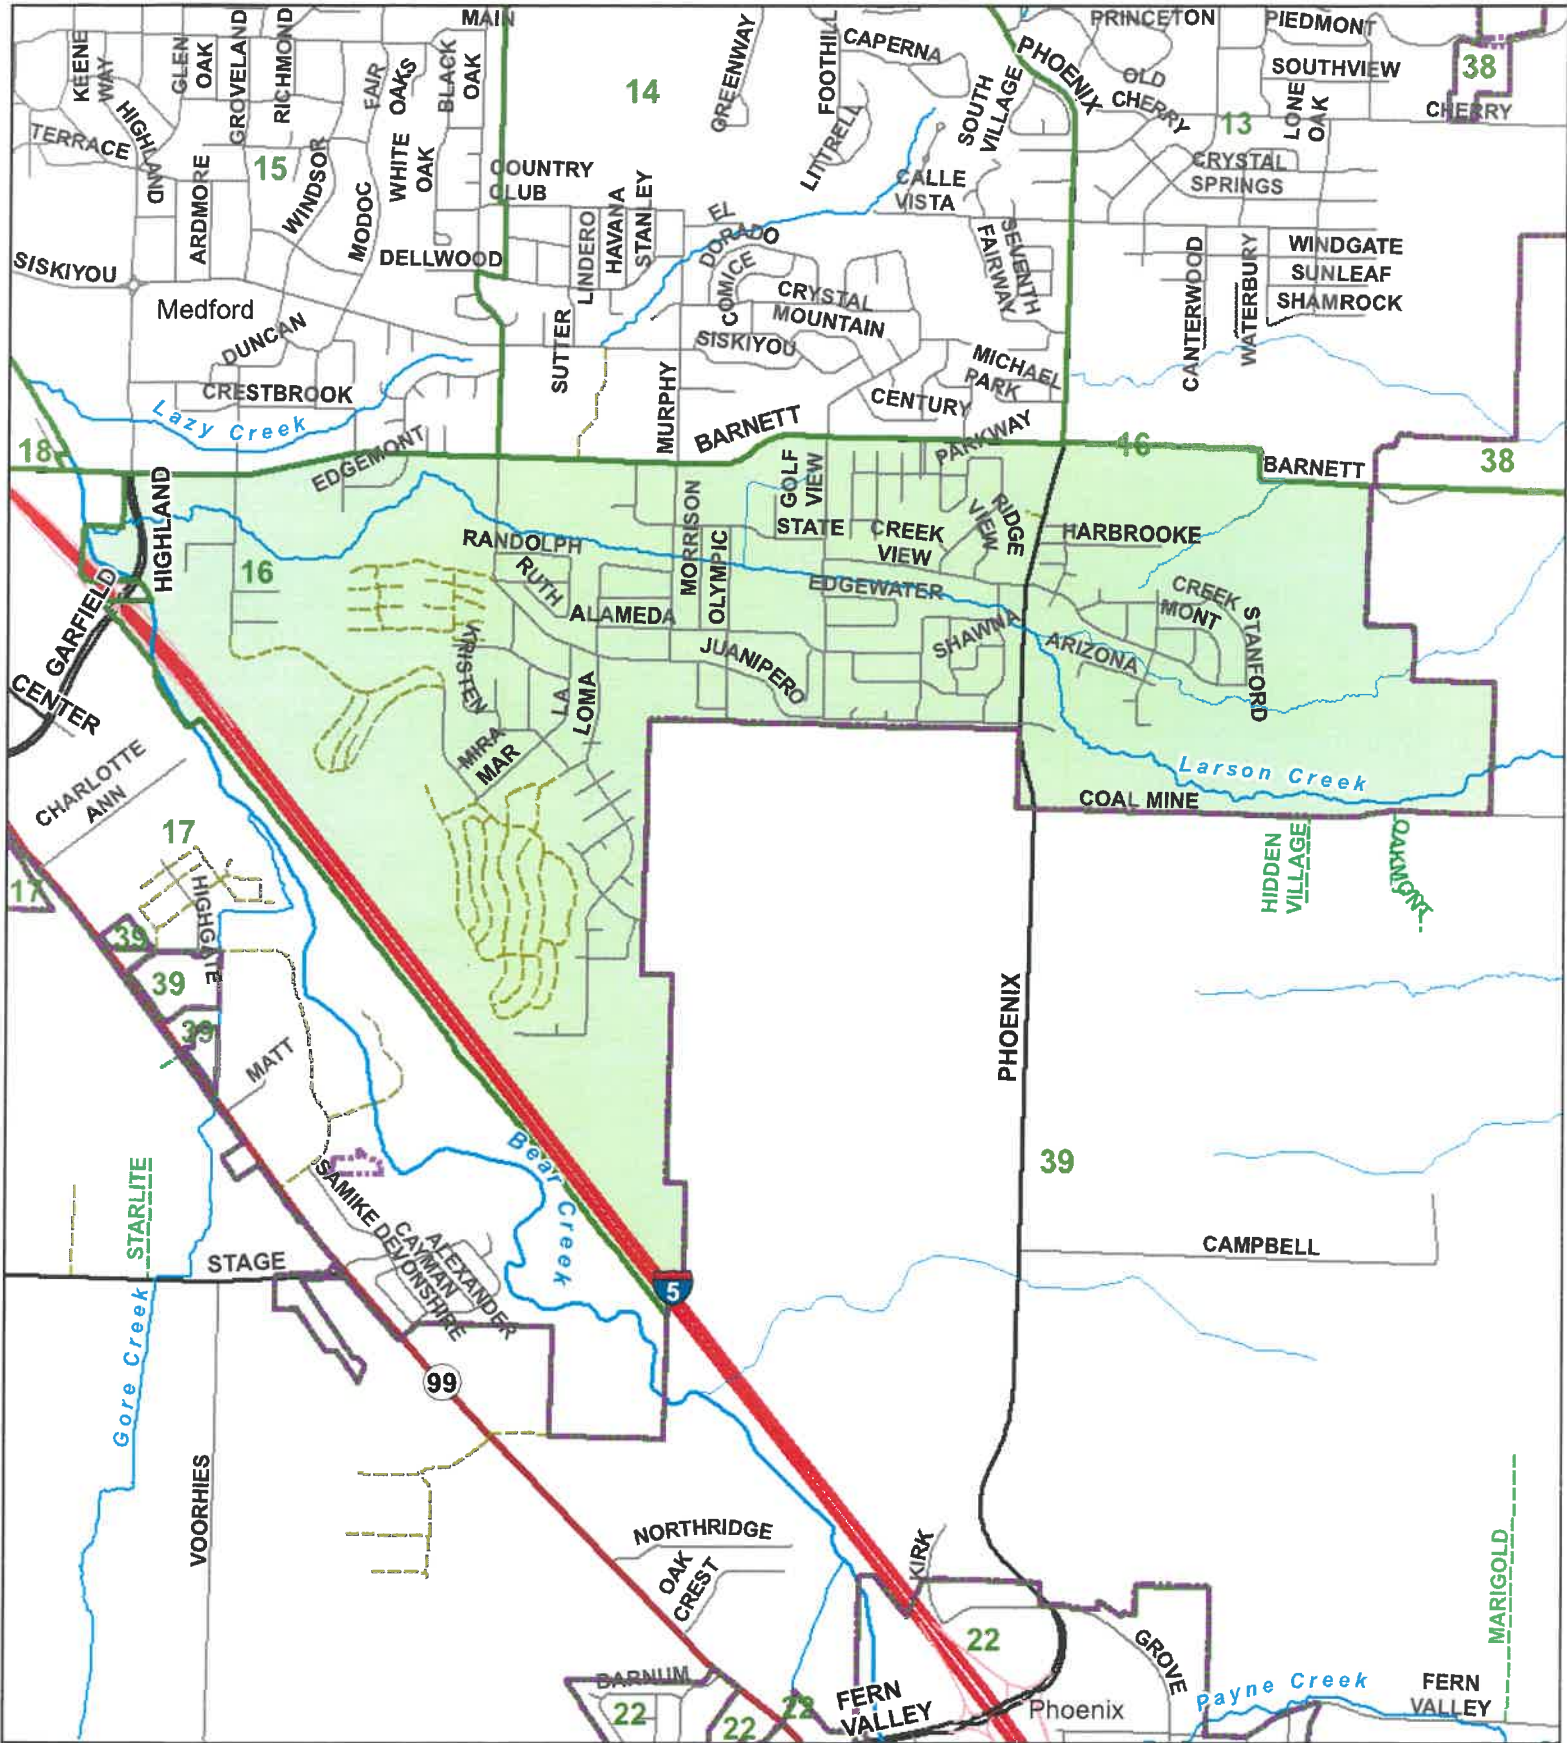 MAIN
PRINCETON
PIEDMONT
KEENE
WAY
GLEN
OAK
GROVELAND
RICHMOND
FAIR
OAKS
BLACK
OAK
14
GREENWAY
FOOTHILL
CAPERNA
PHOENIX
OLD
CHERRY
SOUTHVIEW
38
LONE
OAK
CHERRY
13
HIGHLAND
TERRACE
15
WINDSOR
ARDMORE
MODOC
WHITE
OAK
COUNTRY
CLUB
LITTRELL
SOUTH
VILLAGE
CALLE
VISTA
CRYSTAL
SPRINGS
LINDERO
HAVANA
STANLEY
EL
DORADO
COMICE
SEVENTH
FAIRWAY
CANTERWOOD
WATERBURY
WINDGATE
SUNLEAF
SHAMROCK
SISKIYOU
DELLWOOD
Medford
DUNCAN
CRESTBROOK
CRYSTAL
MOUNTAIN
SISKIYOU
SUTTER
MURPHY
MICHAEL
PARK
CENTURY
Lazy Creek
BARNETT
PARKWAY
18
EDGEMONT
16
BARNETT
38
HIGHLAND
GOLF
VIEW
MORRISON
OLYMPIC
STATE
CREEK
VIEW
RIDGE
VIEW
HARBROOKE
RANDOLPH
RUTH
16
EDGEWATER
ALAMEDA
CREEK
MONT
STANFORD
GARFIELD
KRISTEN
JUANIPERO
SHAWNA
ARIZONA
CENTER
LA
LOMA
MIRA
MAR
Larson Creek
COAL MINE
CHARLOTTE
ANN
17
17
HIGHGATE
HIDDEN
VILLAGE
OAKMONT
39
39
39
MATT
PHOENIX
Bear Creek
39
STARLITE
SAMIKE
DEVONSHIRE
CAYMAN
ALEXANDER
STAGE
CAMPBELL
5
Gore Creek
99
VOORHIES
NORTHRIDGE
OAK
CREST
KIRK
MARIGOLD
22
GROVE
BARNUM
22
22
22
FERN
VALLEY
Phoenix
Payne Creek
FERN
VALLEY